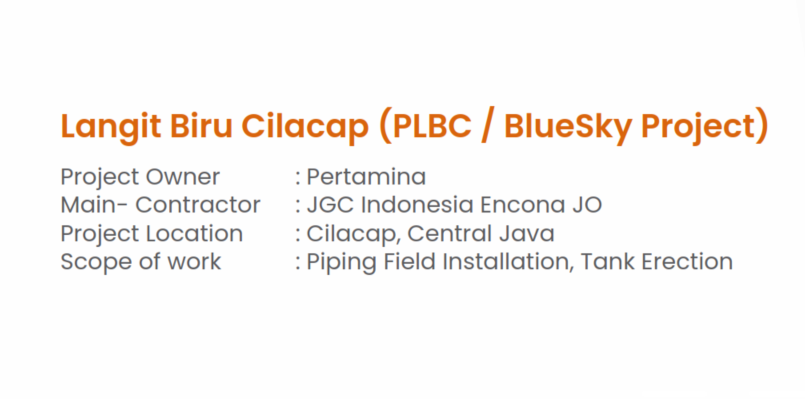 Langit Biru Cilacap (PLBC / BlueSky Project)
Project Owner : Pertamina
Main- Contractor : JGC Indonesia Encona JO
Project Location : Cilacap, Central Java
Scope of work : Piping Field Installation, Tank Erection